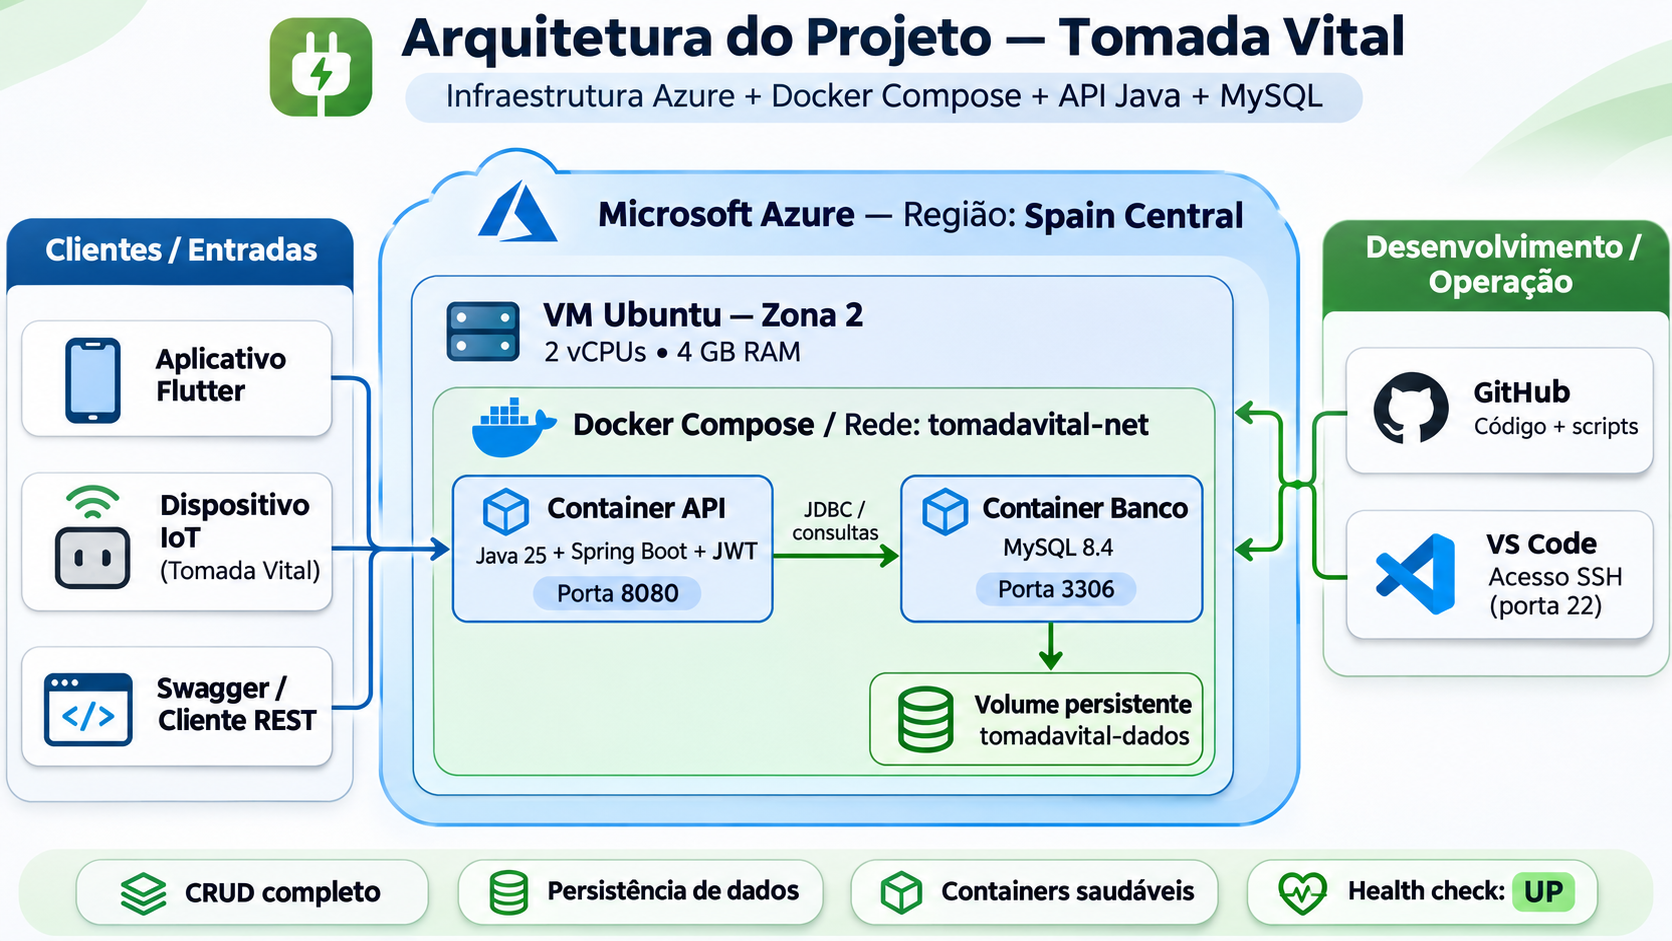 Arquitetura do Projeto — Tomada Vital
Infraestrutura Azure + Docker Compose + API Java + MySQL
Clientes / Entradas
Aplicativo
Flutter
Dispositivo
IoT
(Tomada Vital)
Swagger /
Cliente REST
Microsoft Azure — Região: Spain Central
VM Ubuntu — Zona 2
2 vCPUs • 4 GB RAM
Docker Compose / Rede: tomadavital-net
Container API
Java 25 + Spring Boot + JWT
Porta 8080
JDBC /
consultas
Container Banco
MySQL 8.4
Porta 3306
Volume persistente
tomadavital-dados
Desenvolvimento /
Operação
GitHub
Código + scripts
VS Code
Acesso SSH
(porta 22)
CRUD completo
Persistência de dados
Containers saudáveis
Health check: UP